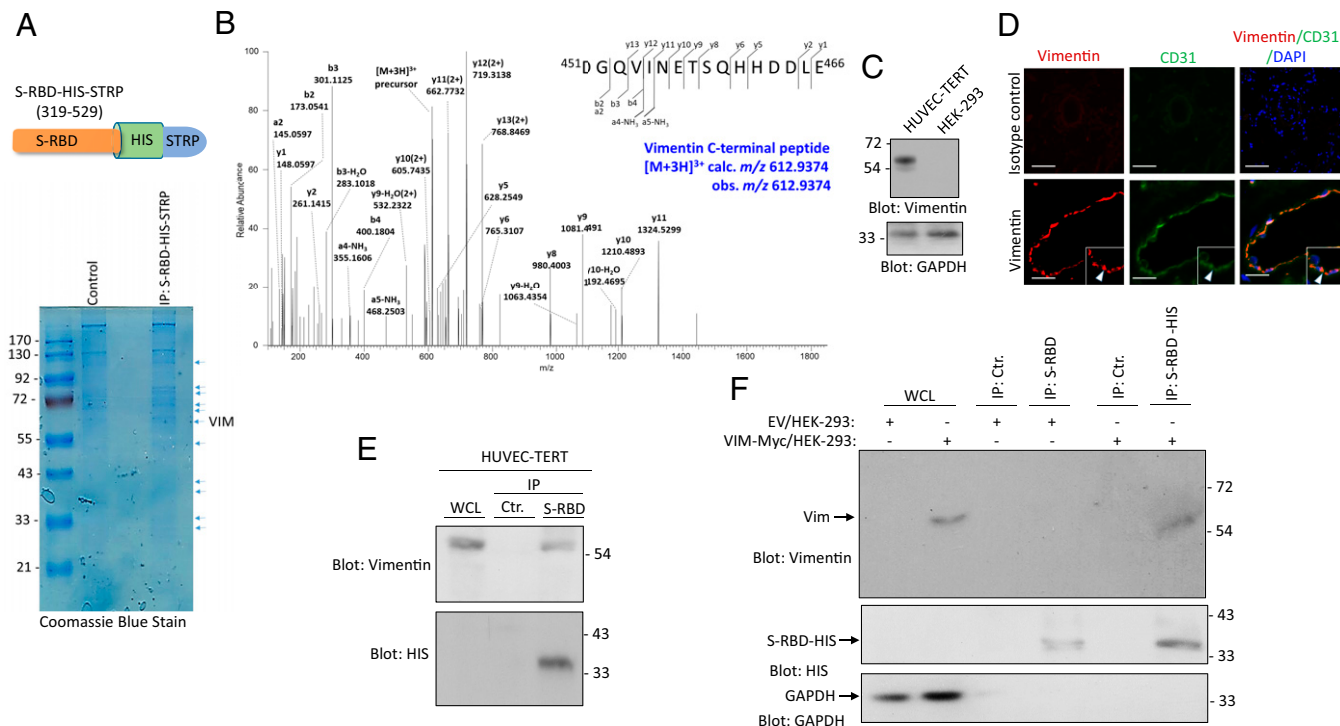 A
S-RBD-HIS-STRP
(319-529)
S-RBD
HIS
STRP
Control
IP: S-RBD-HIS-STRP
170 -
130 -
92 -
72 -
55 -
43 -
33 -
21 -
VIM
Coomassie Blue Stain
B
Relative Abundance
100
80
60
40
20
0
a2
145.0597
y1
148.0597
b2
173.0541
b3
301.1125
y2
261.1415
b3-H₂O
283.1018
a4-NH₃
355.1606
b4
400.1804
a5-NH₃
468.2503
y9-H₂O(2+)
532.2322
y10(2+)
605.7435
[M+3H]³⁺
precursor
y11(2+)
662.7732
y12(2+)
719.3138
y13(2+)
768.8469
y5
628.2549
y6
765.3107
y8
980.4003
y9-H₂O
1063.4354
y9
1081.4491
y10-H₂O
1192.4695
y10
1210.4893
y11
1324.5299
200
400
600
800
1000
1200
1400
1600
1800
m/z
y13 y12 y11 y10 y9 y8 y6 y5 y2 y1
451DGQVINETSQHHDDLE466
b2 b3 b4
a2
a4-NH₃ a5-NH₃
Vimentin C-terminal peptide
[M+3H]³⁺ calc. m/z 612.9374
obs. m/z 612.9374
C
HUVEC-TERT
HEK-293
72 -
54 -
Blot: Vimentin
33 -
Blot: GAPDH
D
Vimentin
CD31
Vimentin/CD31
/DAPI
Isotype control
Vimentin
E
HUVEC-TERT
IP
WCL
Ctr.
S-RBD
Blot: Vimentin
- 54
Blot: HIS
- 43
- 33
F
WCL
IP: Ctr.
IP: S-RBD
IP: Ctr.
IP: S-RBD -HIS
EV/HEK-293: + - + + - -
VIM-Myc/HEK-293: - + - - + +
Vim
- 72
- 54
Blot: Vimentin
S-RBD-HIS
- 43
- 33
Blot: HIS
GAPDH
- 33
Blot: GAPDH